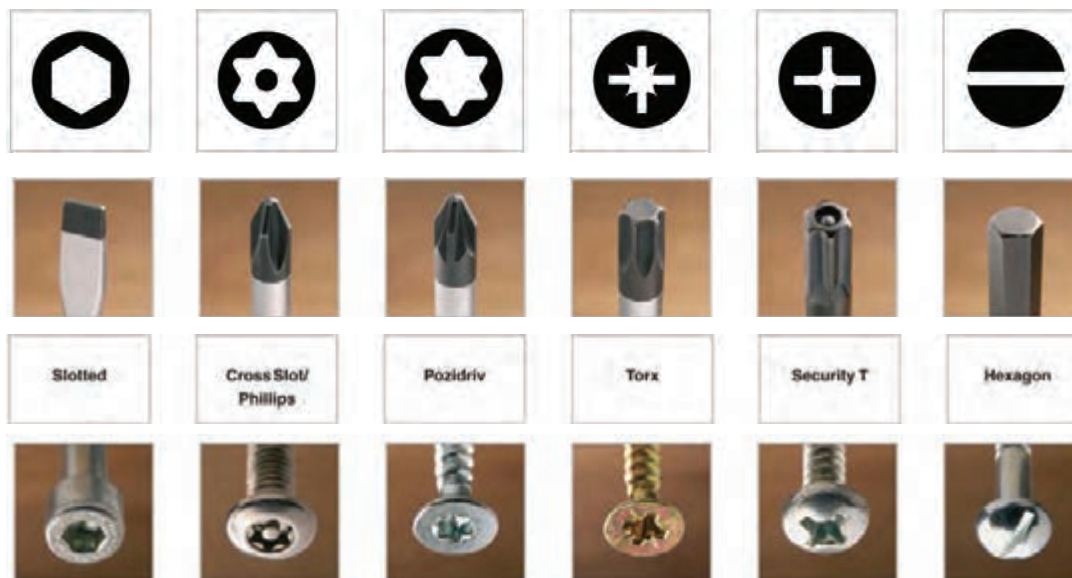 Slotted
Cross Slot/
Phillips
Pozidriv
Torx
Security T
Hexagon